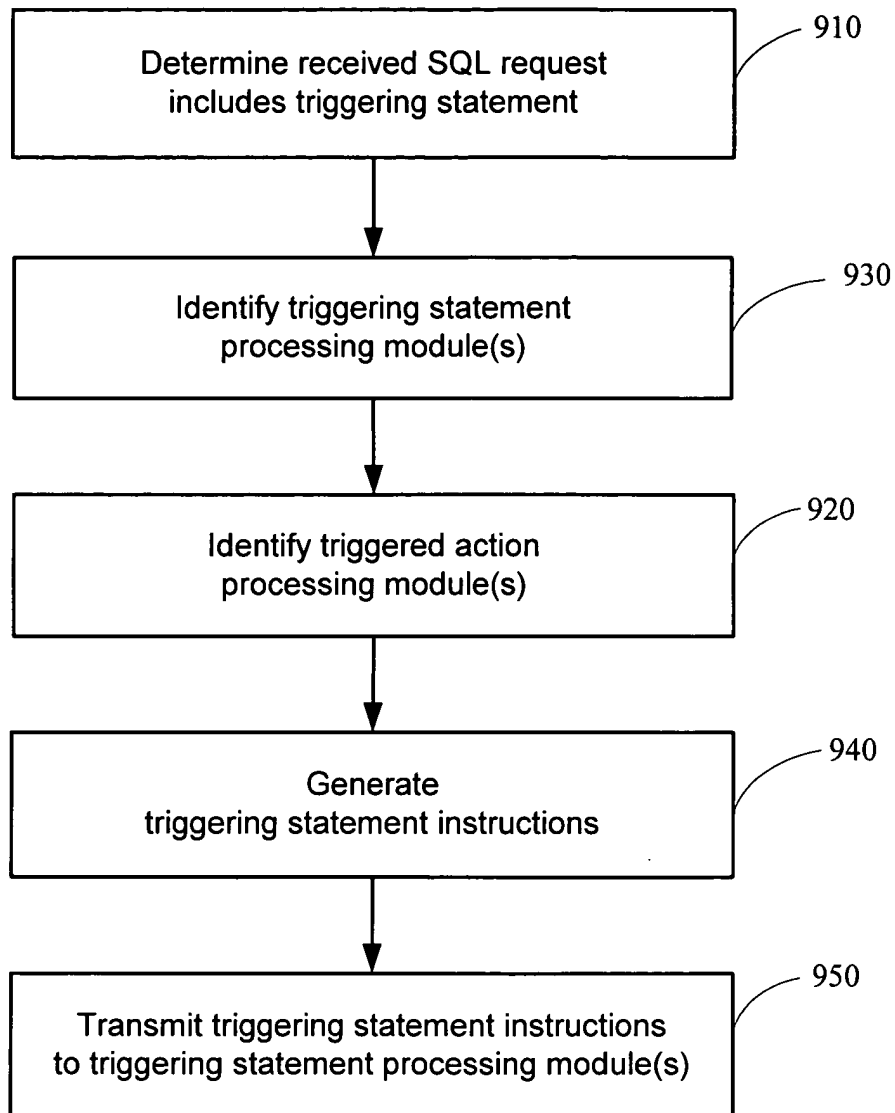 910
Determine received SQL request
includes triggering statement
930
Identify triggering statement
processing module(s)
920
Identify triggered action
processing module(s)
940
Generate
triggering statement instructions
950
Transmit triggering statement instructions
to triggering statement processing module(s)